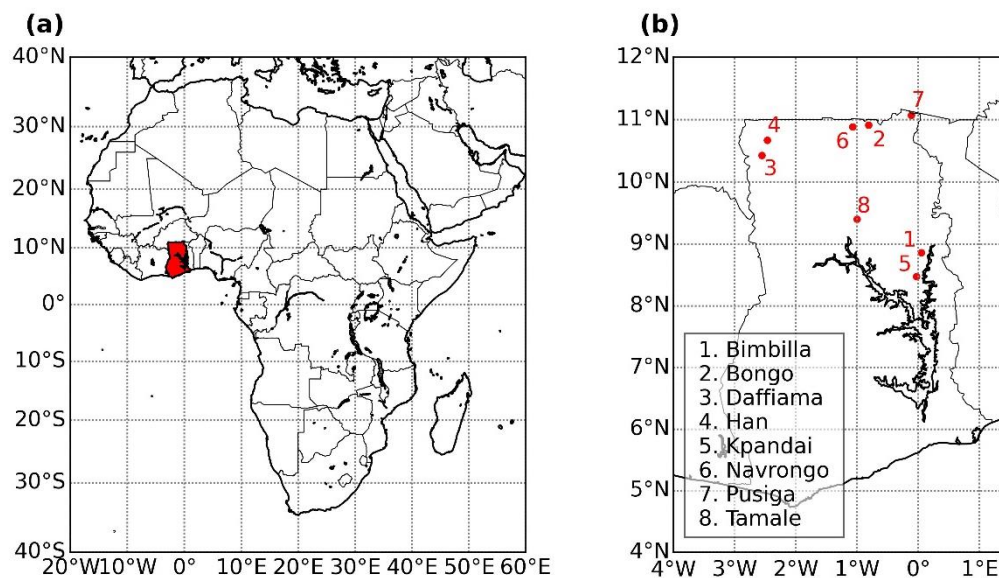 (a)
40°N
30°N
20°N
10°N
0°
10°S
20°S
30°S
40°S
20°W 10°W 0° 10°E 20°E 30°E 40°E 50°E 60°E
(b)
12°N
11°N
10°N
9°N
8°N
7°N
6°N
5°N
4°N
4°W 3°W 2°W 1°W 0° 1°E
7
4
6
2
3
8
1
5
1. Bimbilla
2. Bongo
3. Daffiama
4. Han
5. Kpandai
6. Navrongo
7. Pusiga
8. Tamale